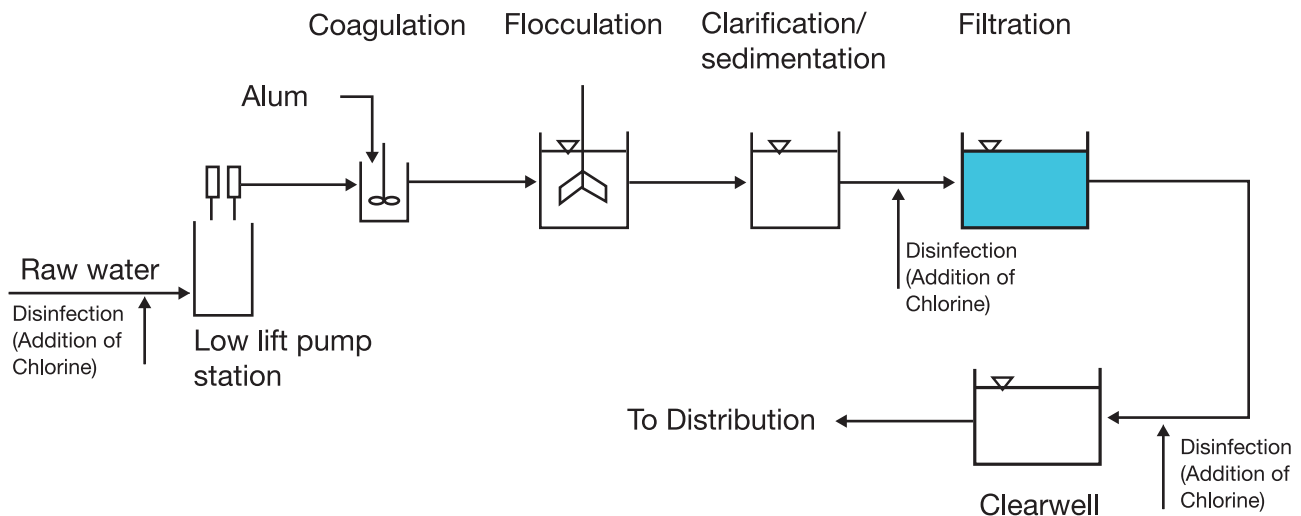 Coagulation
Flocculation
Clarification/
sedimentation
Filtration
Alum
Raw water
Disinfection
(Addition of
Chlorine)
Low lift pump
station
Disinfection
(Addition of
Chlorine)
To Distribution
Clearwell
Disinfection
(Addition of
Chlorine)